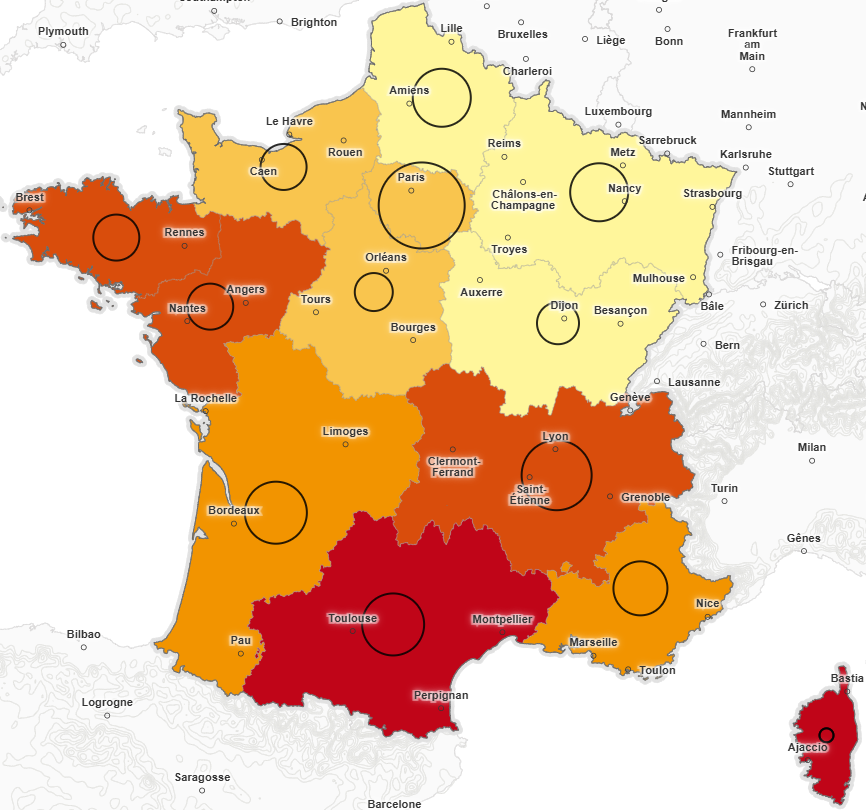 Brighton
Plymouth
Lille
Bruxelles
Liège
Bonn
Frankfurt
am
Main
Charleroi
Amiens
Luxembourg
Mannheim
Le Havre
Rouen
Reims
Metz
Sarrebruck
Karlsruhe
Caen
Paris
Châlons-en-
Champagne
Nancy
Strasbourg
Stuttgart
Brest
Rennes
Troyes
Fribourg-en-
Brisgau
Orléans
Auxerre
Mulhouse
Angers
Nantes
Tours
Dijon
Besançon
Bâle
Zürich
Bourges
Bern
Lausanne
La Rochelle
Genève
Limoges
Lyon
Milan
Clermont-
Ferrand
Saint-
Étienne
Grenoble
Turin
Bordeaux
Gênes
Toulouse
Montpellier
Nice
Bilbao
Pau
Marseille
Toulon
Perpignan
Bastia
Logrogne
Ajaccio
Saragosse
Barcelone